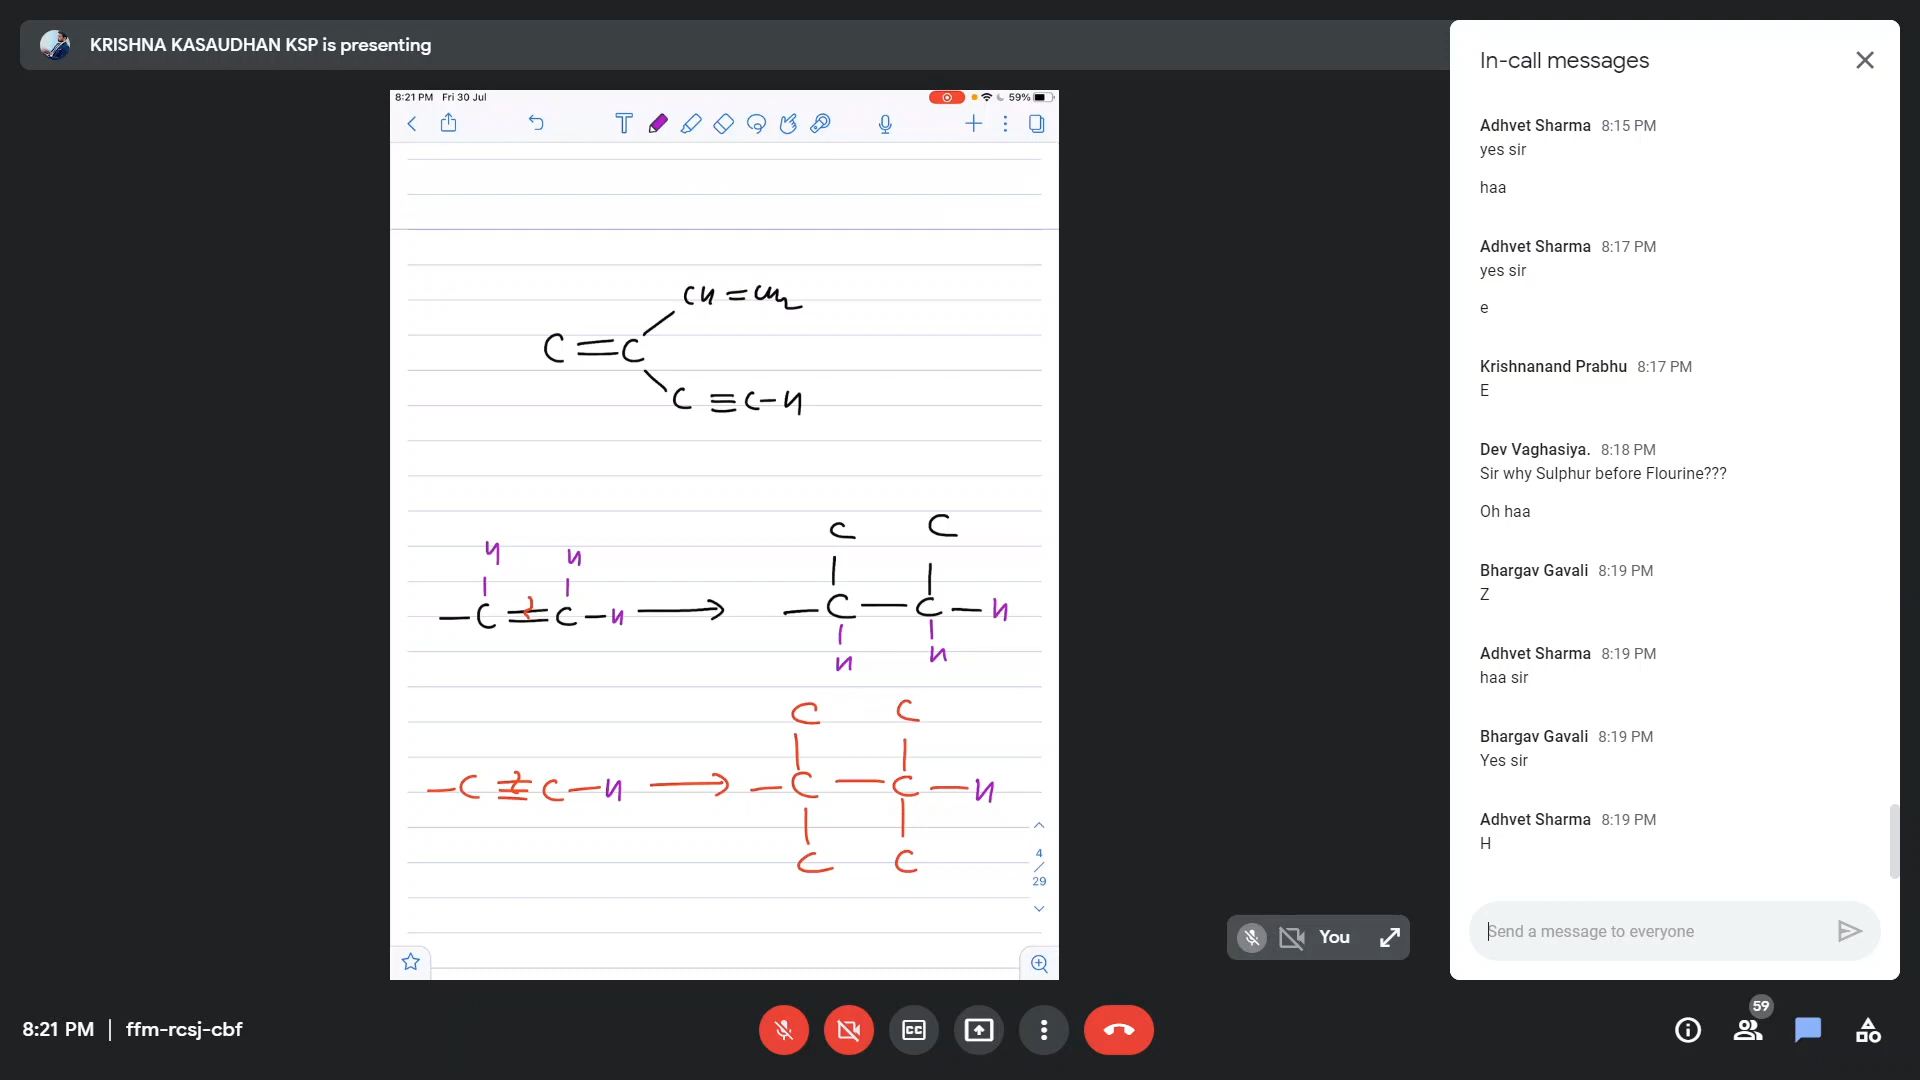 KRISHNA KASAUDHAN KSP is presenting
8:21 PM Fri 30 Jul
59%
T
CH=CH2
C=C
C≡C-H
C C
H H
-C=C-H → -C-C-H
2
H H
C C
-C≡C-H → -C-C-H
2
C C
4
/
29
You
In-call messages
Adhvet Sharma 8:15 PM
yes sir
haa
Adhvet Sharma 8:17 PM
yes sir
e
Krishnanand Prabhu 8:17 PM
E
Dev Vaghasiya. 8:18 PM
Sir why Sulphur before Flourine???
Oh haa
Bhargav Gavali 8:19 PM
Z
Adhvet Sharma 8:19 PM
haa sir
Bhargav Gavali 8:19 PM
Yes sir
Adhvet Sharma 8:19 PM
H
Send a message to everyone
8:21 PM | ffm-rcsj-cbf
CC
59